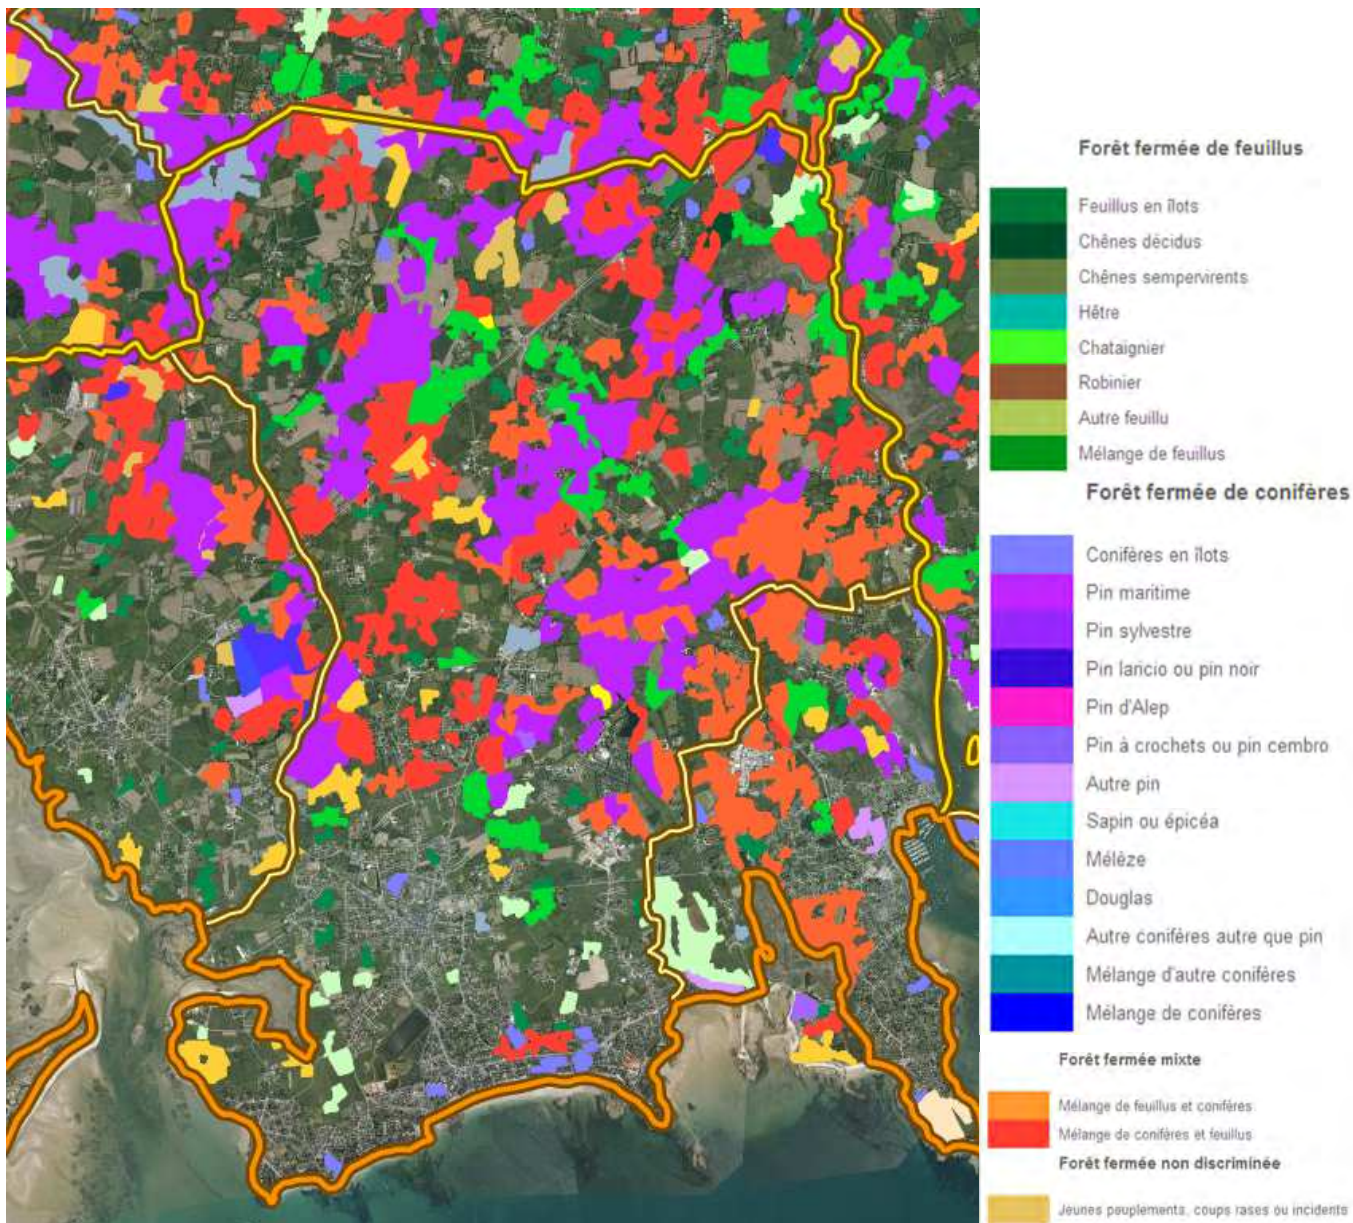 Forêt fermée de feuillus
Feuillus en îlots
Chênes décidus
Chênes sempervirents
Hêtre
Chataignier
Robinier
Autre feuillu
Mélange de feuillus
Forêt fermée de conifères
Conifères en îlots
Pin maritime
Pin sylvestre
Pin laricio ou pin noir
Pin d'Alep
Pin à crochets ou pin cembro
Autre pin
Sapin ou épicéa
Mélèze
Douglas
Autre conifères autre que pin
Mélange d'autre conifères
Mélange de conifères
Forêt fermée mixte
Mélange de feuillus et conifères
Mélange de conifères et feuillus
Forêt fermée non discriminée
Jeunes peuplements, coups rases ou incidents